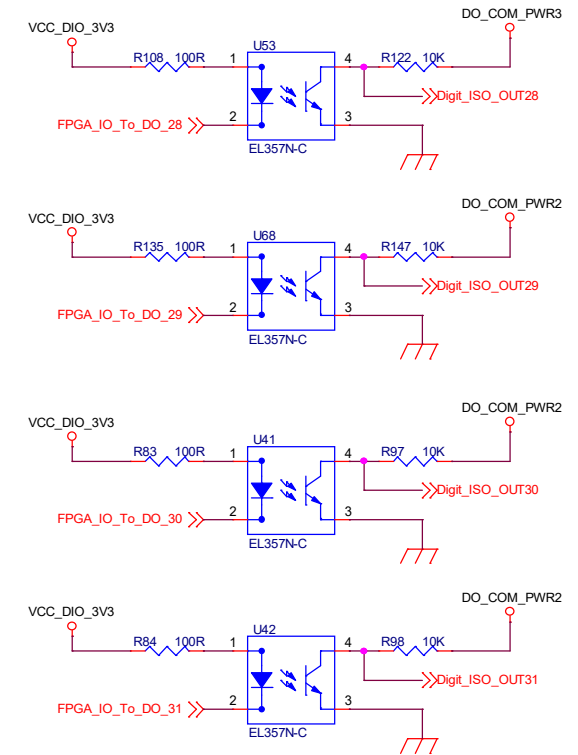 DO_COM_PWR3
VCC_DIO_3V3
U53
R108 100R 1 4 R122 10K
Digit_ISO_OUT28
FPGA_IO_To_DO_28 2 3
EL357N-C
DO_COM_PWR2
VCC_DIO_3V3
U68
R135 100R 1 4 R147 10K
Digit_ISO_OUT29
FPGA_IO_To_DO_29 2 3
EL357N-C
DO_COM_PWR2
VCC_DIO_3V3
U41
R83 100R 1 4 R97 10K
Digit_ISO_OUT30
FPGA_IO_To_DO_30 2 3
EL357N-C
DO_COM_PWR2
VCC_DIO_3V3
U42
R84 100R 1 4 R98 10K
Digit_ISO_OUT31
FPGA_IO_To_DO_31 2 3
EL357N-C